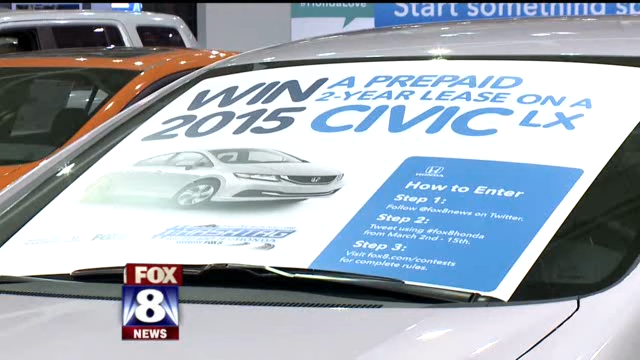 #HondaLove
Start something
WIN A PREPAID
2-YEAR LEASE ON A
2015 CIVIC LX
HONDA
How to Enter
Step 1:
Follow @fox8news on Twitter.
Step 2:
Tweet using #fox8honda
from March 2nd - 15th.
Step 3:
Visit fox8.com/contests
for complete rules.
FOX
8
NEWS